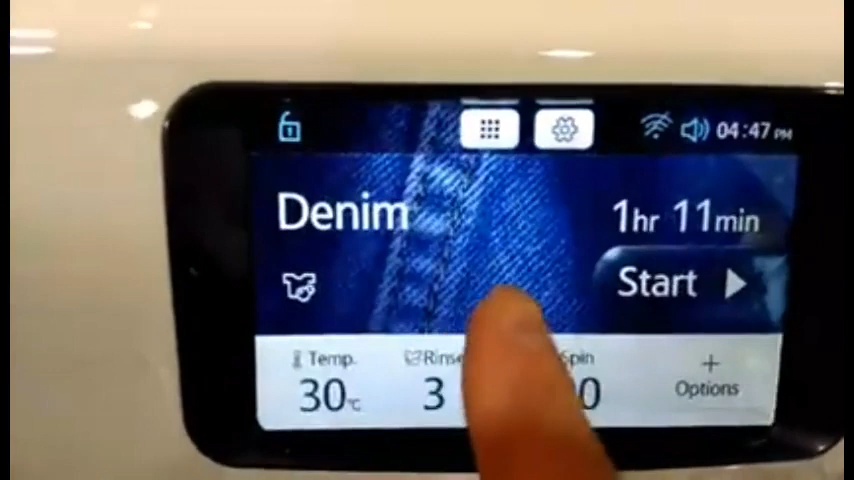 04:47 PM
Denim
1hr 11min
Start
Temp. Rinse Spin
30℃ 3
Options